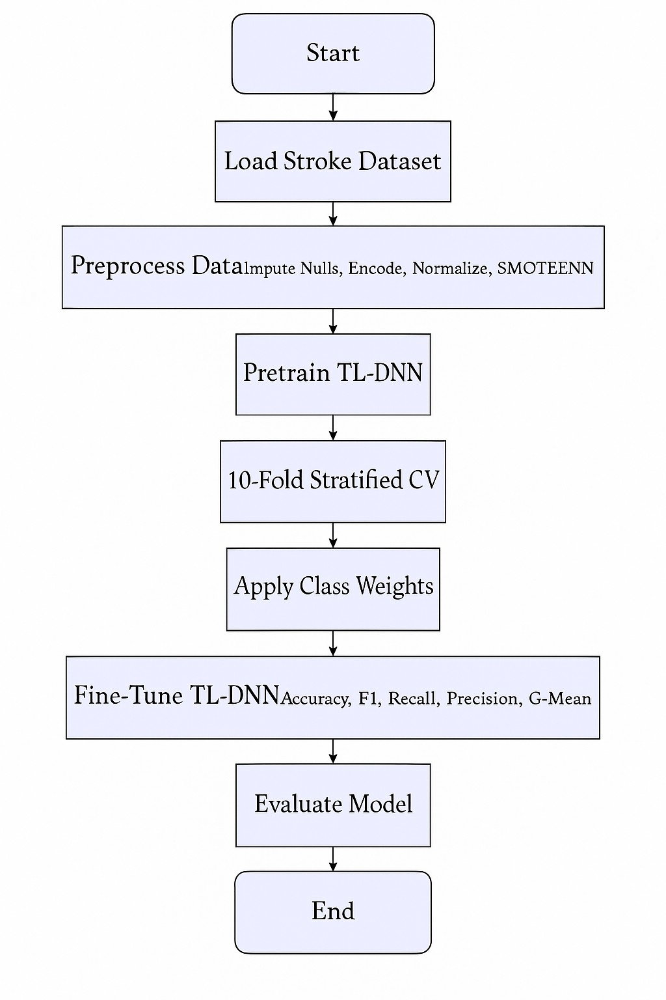 Start
Load Stroke Dataset
Preprocess DataImpute Nulls, Encode, Normalize, SMOTEENN
Pretrain TL-DNN
10-Fold Stratified CV
Apply Class Weights
Fine-Tune TL-DNNAccuracy, F1, Recall, Precision, G-Mean
Evaluate Model
End